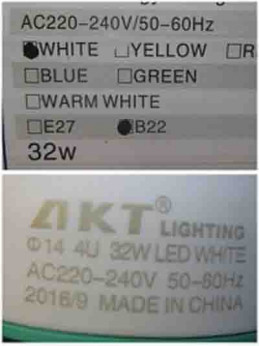 AC220-240V/50-60Hz
WHITE YELLOW R
BLUE GREEN
WARM WHITE
E27 B22
32W
AKT® LIGHTING
Φ14 4U 32W LED WHITE
AC220-240V 50-60Hz
2016/9 MADE IN CHINA